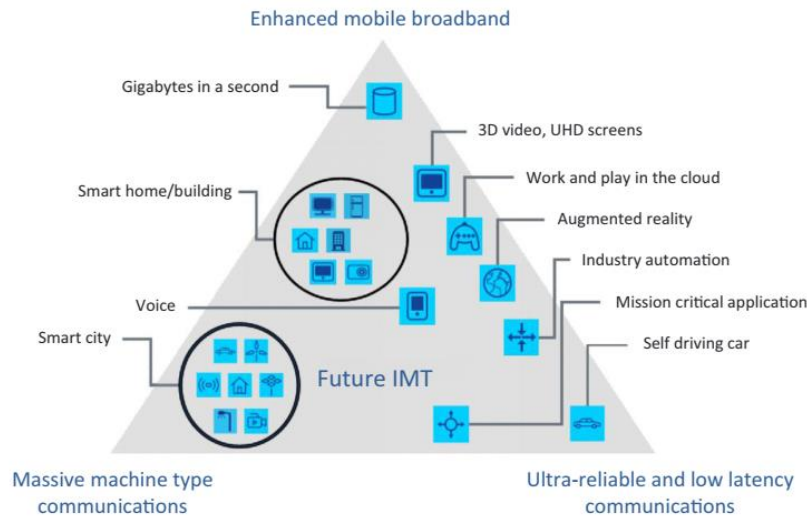 Enhanced mobile broadband
Gigabytes in a second
3D video, UHD screens
Smart home/building
Work and play in the cloud
Augmented reality
Industry automation
Voice
Mission critical application
Smart city
Self driving car
Future IMT
Massive machine type
communications
Ultra-reliable and low latency
communications